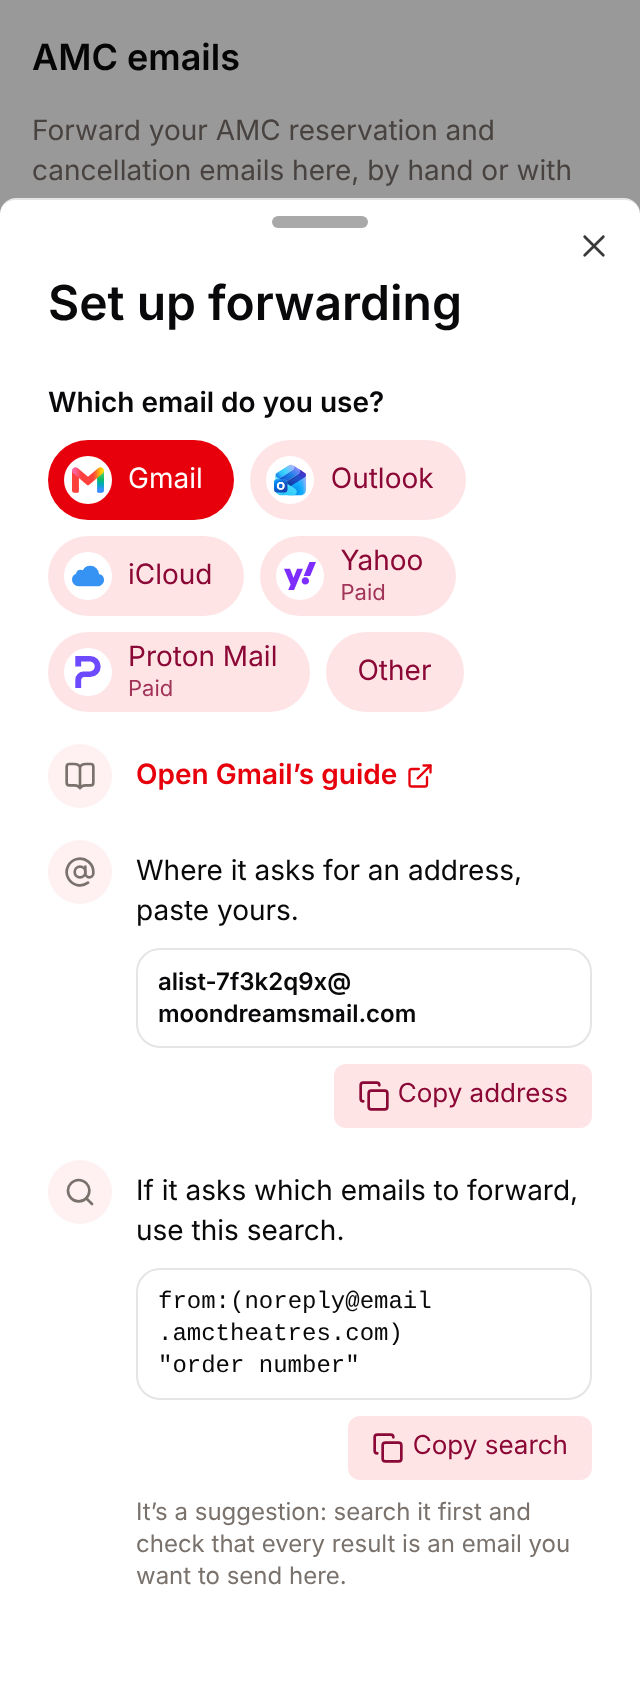 AMC emails
Forward your AMC reservation and
cancellation emails here, by hand or with
Set up forwarding
Which email do you use?
Gmail
Outlook
iCloud
Yahoo
Paid
Proton Mail
Paid
Other
Open Gmail’s guide
Where it asks for an address,
paste yours.
alist-7f3k2q9x@
moondreamsmail.com
Copy address
If it asks which emails to forward,
use this search.
from:(noreply@email
.amctheatres.com)
"order number"
Copy search
It’s a suggestion: search it first and
check that every result is an email you
want to send here.